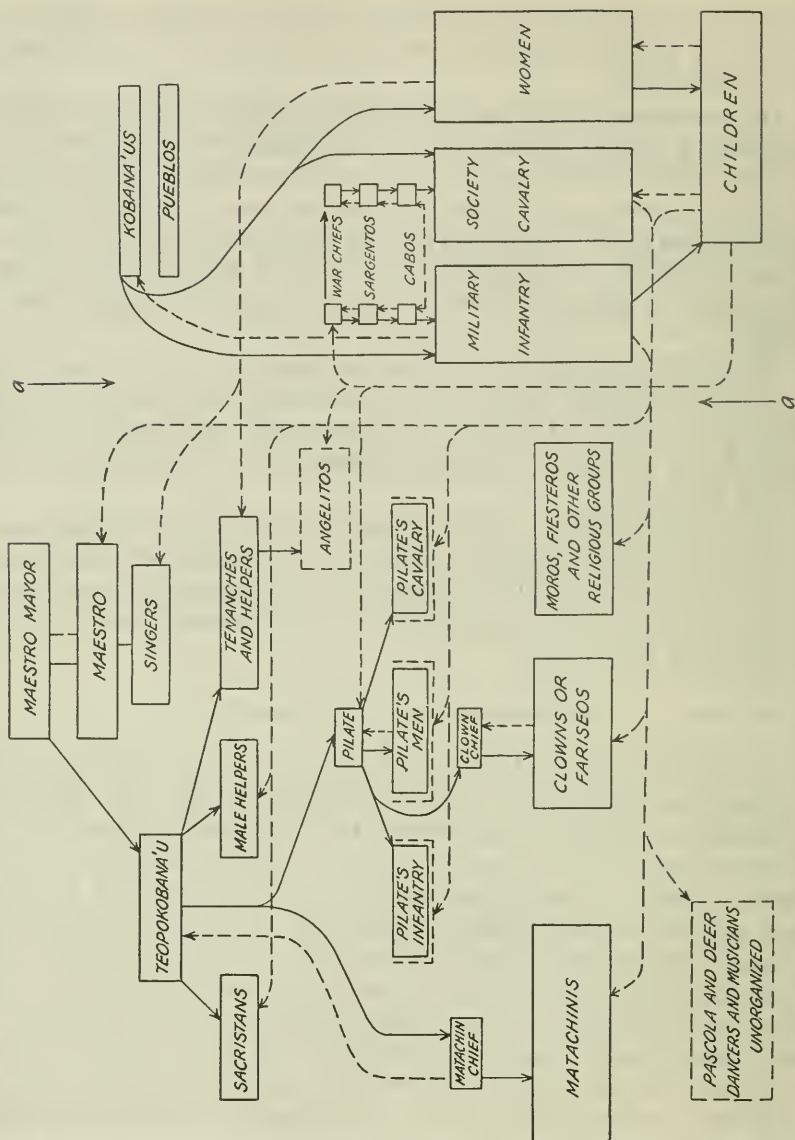 MAESTRO MAYOR
MAESTRO
SINGERS
TEOPOKOBANA'U
SACRISTANS
MALE HELPERS
TENANCHES
AND HELPERS
ANGELITOS
PILATE
PILATE'S
INFANTRY
PILATE'S
MEN
PILATE'S
CAVALRY
CLOWN
CHIEF
MATACHIN
CHIEF
MATACHINIS
CLOWNS OR
FARISEOS
MOROS, FIESTEROS
AND OTHER
RELIGIOUS GROUPS
PASCOLA AND DEER
DANCERS AND MUSICIANS
UNORGANIZED
a
a
KOBANA'US
PUEBLOS
WAR CHIEFS
SARGENTOS
CABOS
MILITARY
INFANTRY
SOCIETY
CAVALRY
WOMEN
CHILDREN